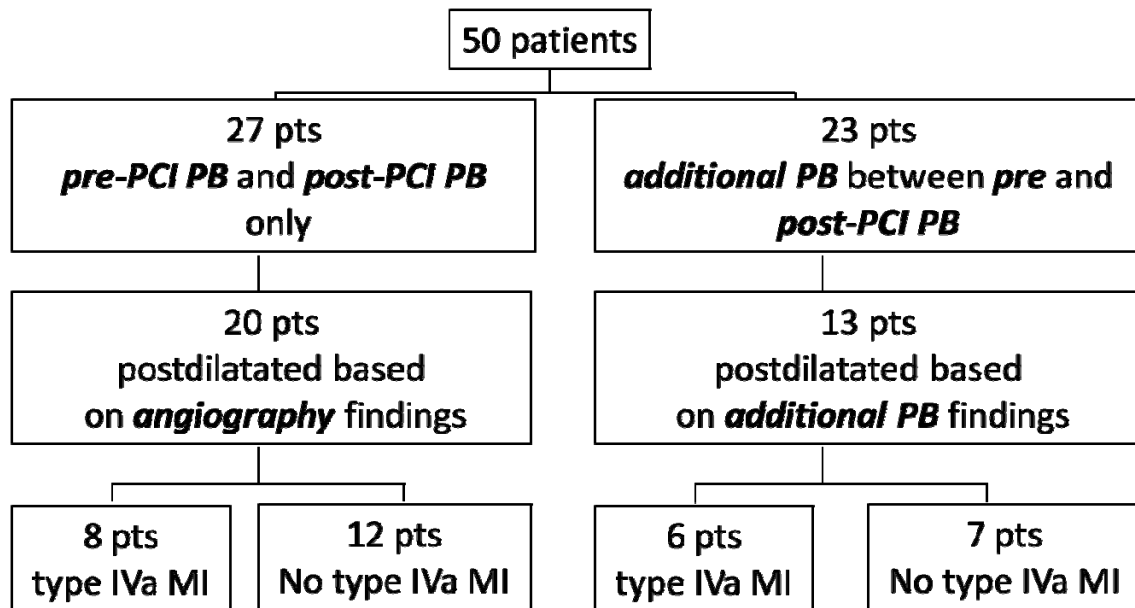 50 patients
27 pts
pre-PCI PB and post-PCI PB
only
23 pts
additional PB between pre and
post-PCI PB
20 pts
postdilatated based
on angiography findings
13 pts
postdilatated based
on additional PB findings
8 pts
type IVa MI
12 pts
No type IVa MI
6 pts
type IVa MI
7 pts
No type IVa MI